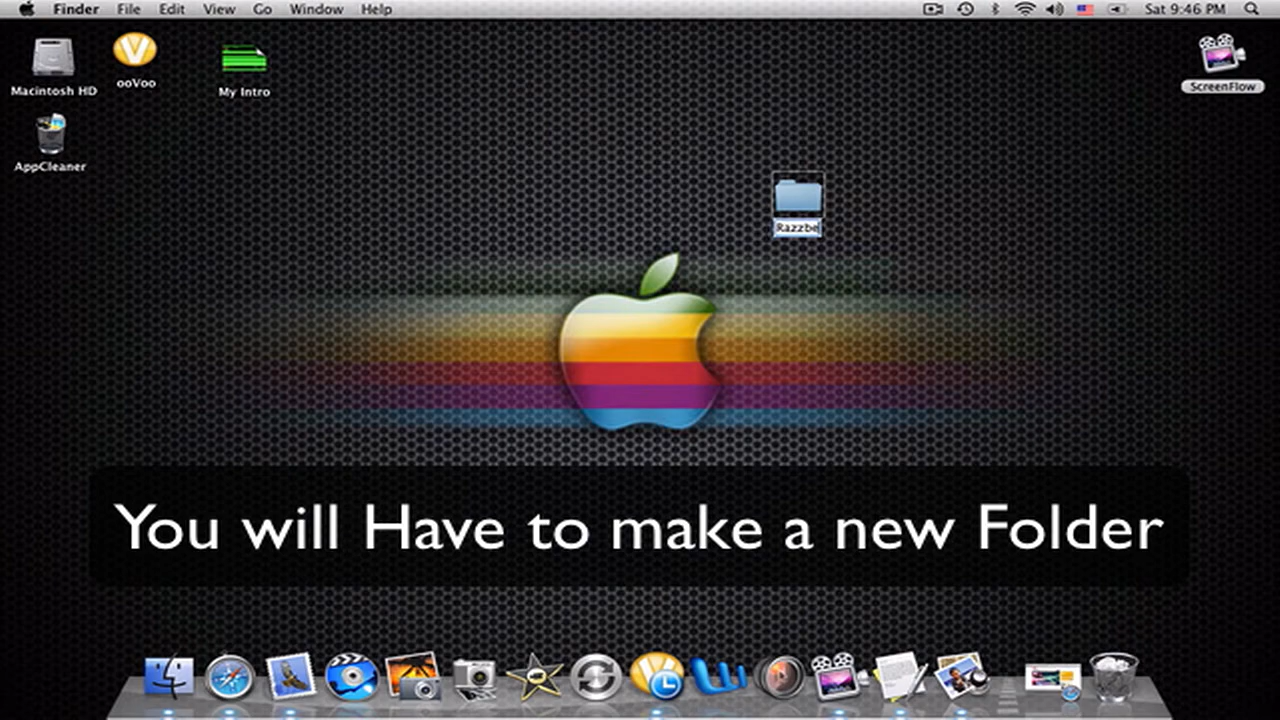 Finder File Edit View Go Window Help Sat 9:46 PM
Macintosh HD
ooVoo
My Intro
ScreenFlow
AppCleaner
Razzbe
You will Have to make a new Folder